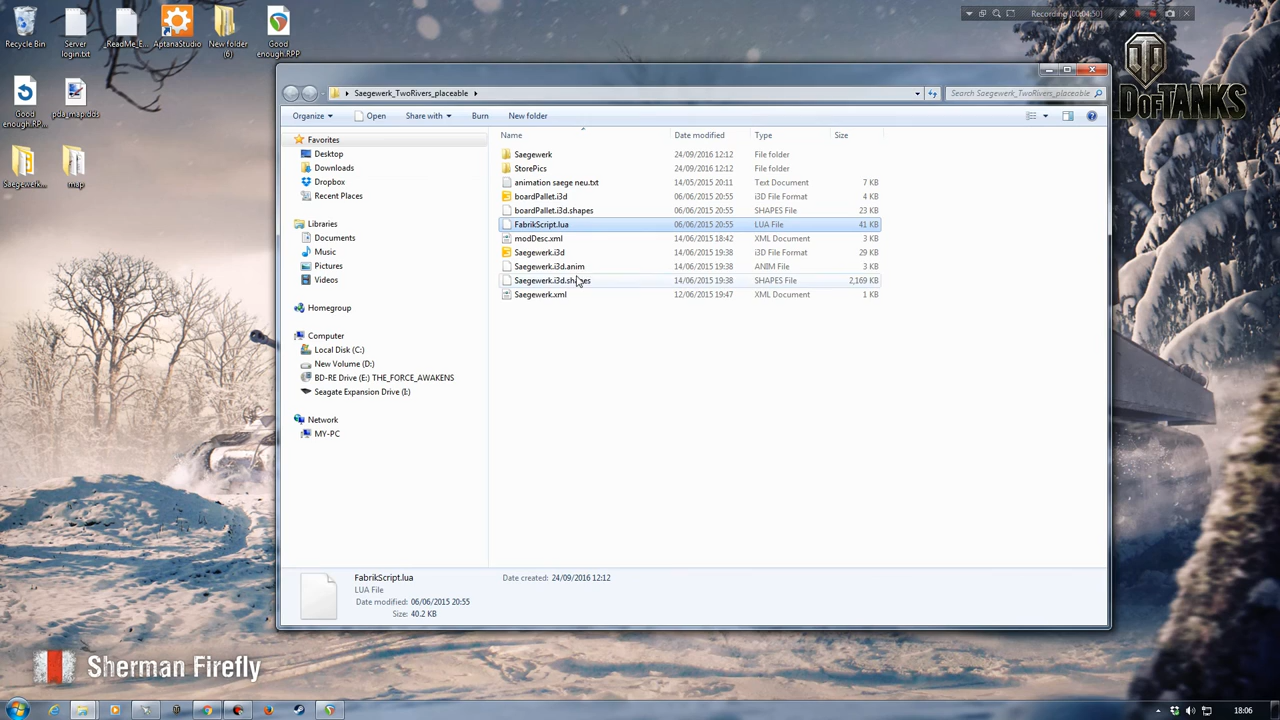 Recording [00:04:50]
Recycle Bin
Server login.txt
_ReadMe_E...
AptanaStudio
New folder (6)
Good enough.RPP
Good enough.RP...
pda_map.dds
Saegewerk...
map
DOFTANKS
Saegewerk_TwoRivers_placeable
Search Saegewerk_TwoRivers_placeable
Organize
Open
Share with
Burn
New folder
Name
Date modified
Type
Size
Favorites
Desktop
Downloads
Dropbox
Recent Places
Libraries
Documents
Music
Pictures
Videos
Homegroup
Computer
Local Disk (C:)
New Volume (D:)
BD-RE Drive (E:) THE_FORCE_AWAKENS
Seagate Expansion Drive (I:)
Network
MY-PC
Saegewerk 24/09/2016 12:12 File folder
StorePics 24/09/2016 12:12 File folder
animation saege neu.txt 14/05/2015 20:11 Text Document 7 KB
boardPallet.i3d 06/06/2015 20:55 i3D File Format 4 KB
boardPallet.i3d.shapes 06/06/2015 20:55 SHAPES File 23 KB
FabrikScript.lua 06/06/2015 20:55 LUA File 41 KB
modDesc.xml 14/06/2015 18:42 XML Document 3 KB
Saegewerk.i3d 14/06/2015 19:38 i3D File Format 29 KB
Saegewerk.i3d.anim 14/06/2015 19:38 ANIM File 3 KB
Saegewerk.i3d.shapes 14/06/2015 19:38 SHAPES File 2,169 KB
Saegewerk.xml 12/06/2015 19:47 XML Document 1 KB
FabrikScript.lua
LUA File
Date modified: 06/06/2015 20:55
Size: 40.2 KB
Date created: 24/09/2016 12:12
Sherman Firefly
18:06